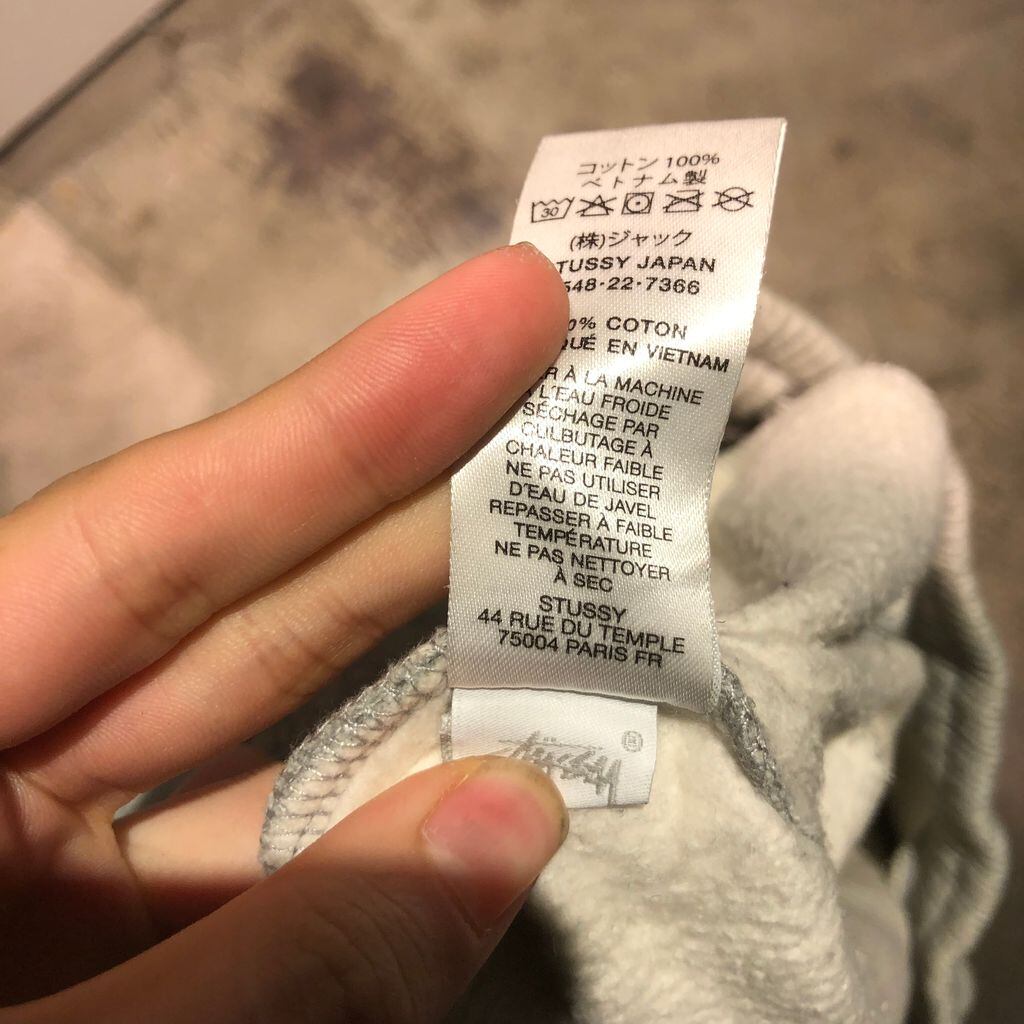 コットン 100%
ベトナム製
30
(株)ジャック
TUSSY JAPAN
548-22-7366
0% COTON
QUÉ EN VIETNAM
R À LA MACHINE
À L'EAU FROIDE
SÉCHAGE PAR
CULBUTAGE À
CHALEUR FAIBLE
NE PAS UTILISER
D'EAU DE JAVEL
REPASSER À FAIBLE
TEMPÉRATURE
NE PAS NETTOYER
À SEC
STUSSY
44 RUE DU TEMPLE
75004 PARIS FR
Stüssy ®